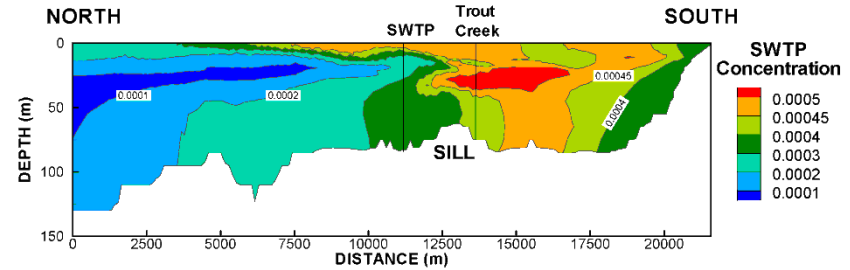 NORTH
SWTP
Trout
Creek
SOUTH
SWTP
Concentration
0.0005
0.00045
0.0004
0.0003
0.0002
0.0001
0
50
100
150
DEPTH (m)
0.0001
0.0002
0.00045
0.0004
SILL
0
2500
5000
7500
10000
12500
15000
17500
20000
DISTANCE (m)